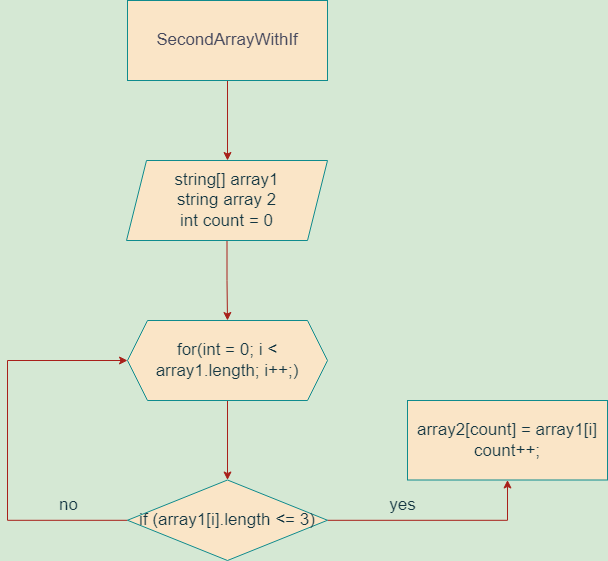 SecondArrayWithIf
string[] array1
string array 2
int count = 0
for(int = 0; i <
array1.length; i++;)
array2[count] = array1[i]
count++;
no
if (array1[i].length <= 3)
yes